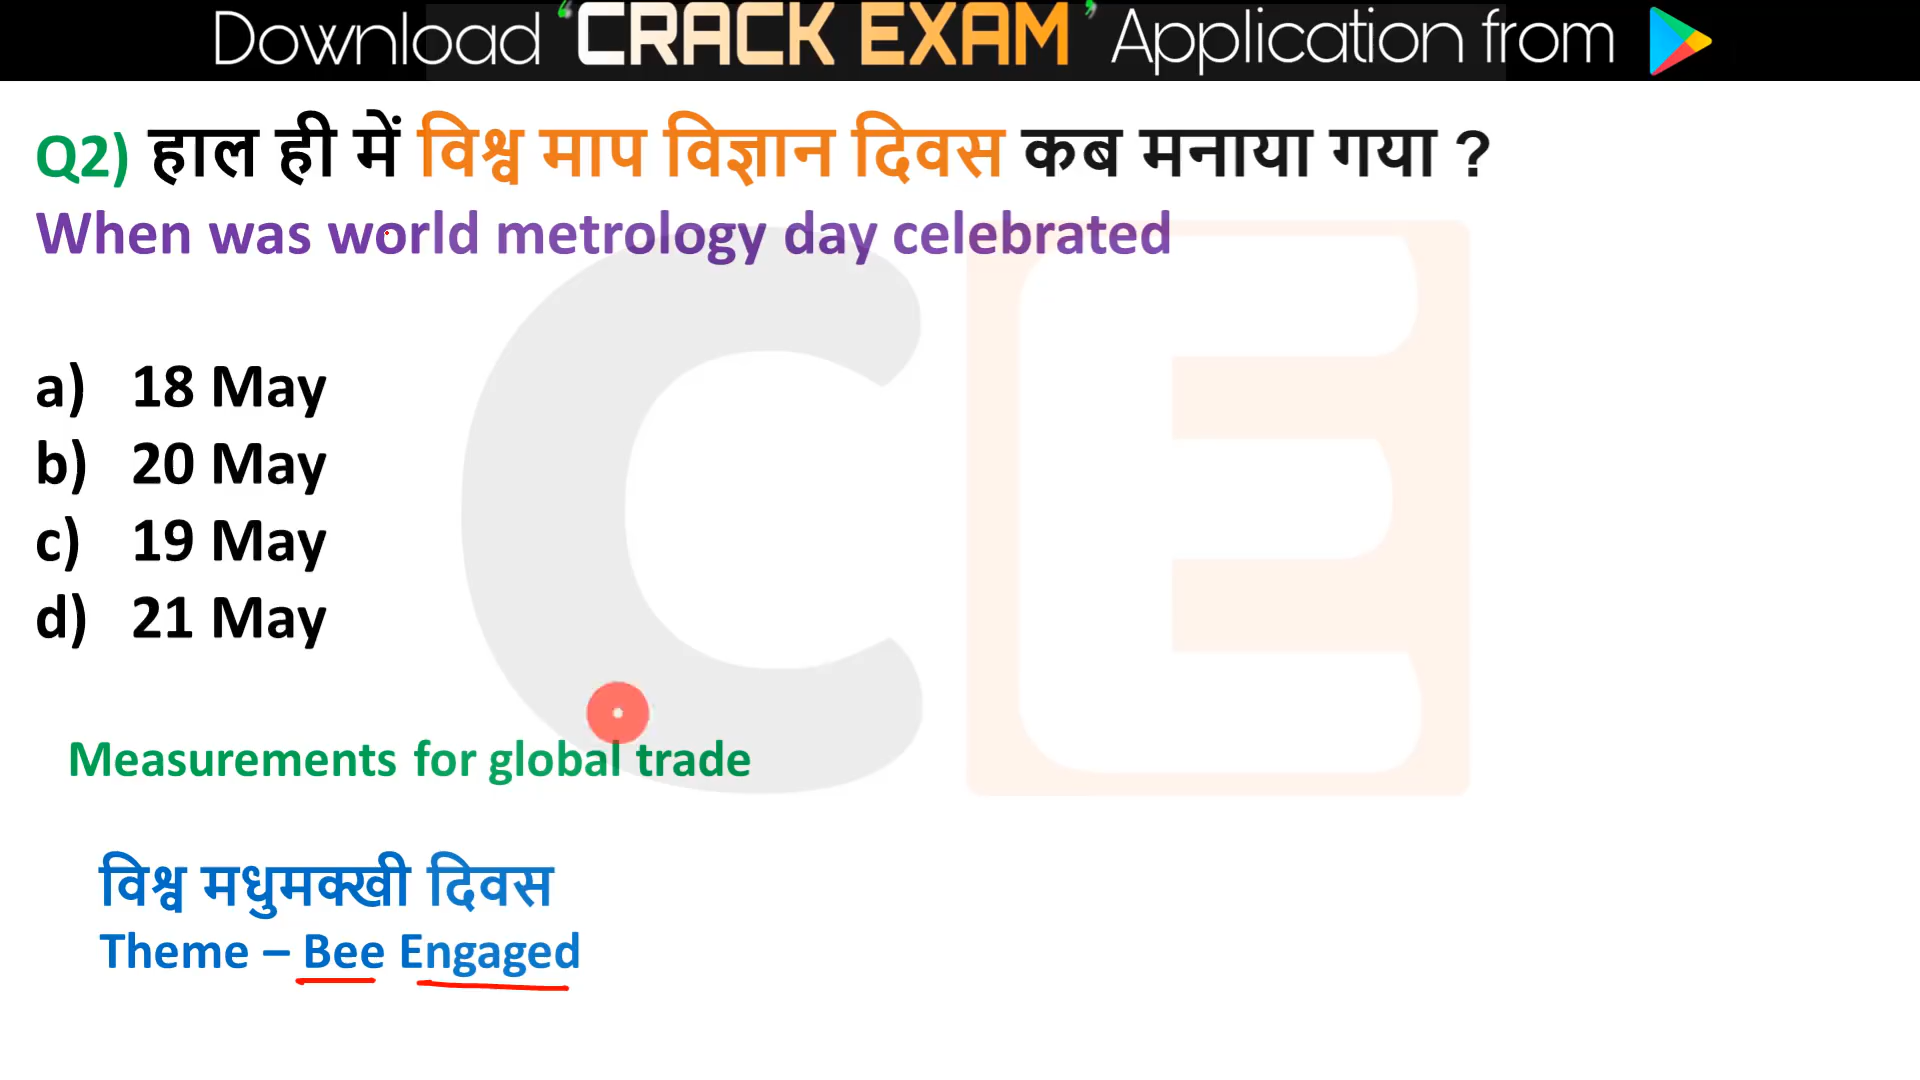 Download ‘CRACK EXAM’ Application from
Q2) हाल ही में विश्व माप विज्ञान दिवस कब मनाया गया ?
When was world metrology day celebrated
a) 18 May
b) 20 May
c) 19 May
d) 21 May
Measurements for global trade
विश्व मधुमक्खी दिवस
Theme – Bee Engaged
CE